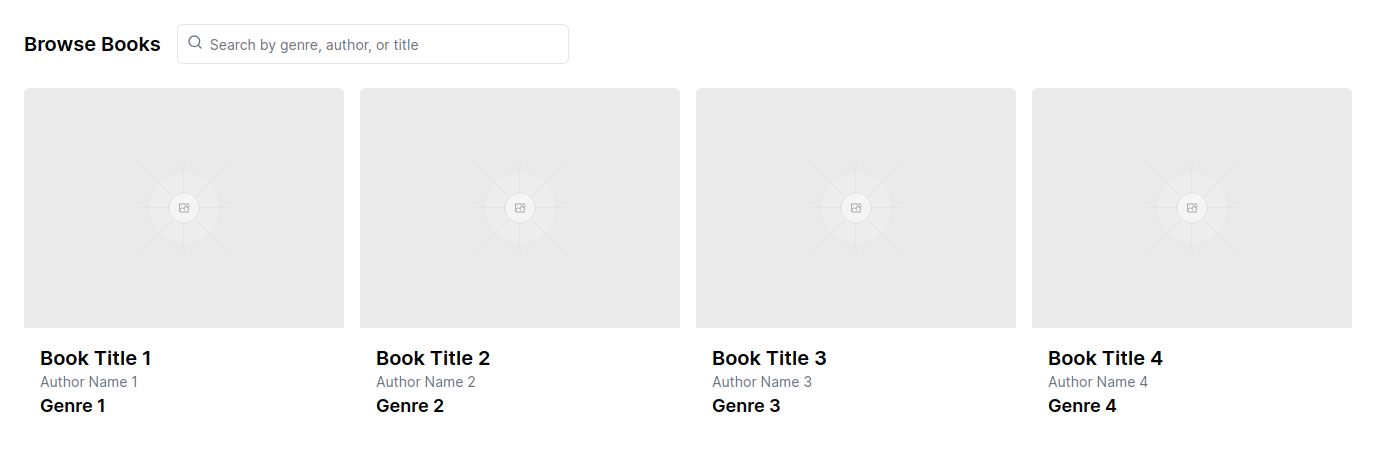 Browse Books
Search by genre, author, or title
Book Title 1
Author Name 1
Genre 1
Book Title 2
Author Name 2
Genre 2
Book Title 3
Author Name 3
Genre 3
Book Title 4
Author Name 4
Genre 4